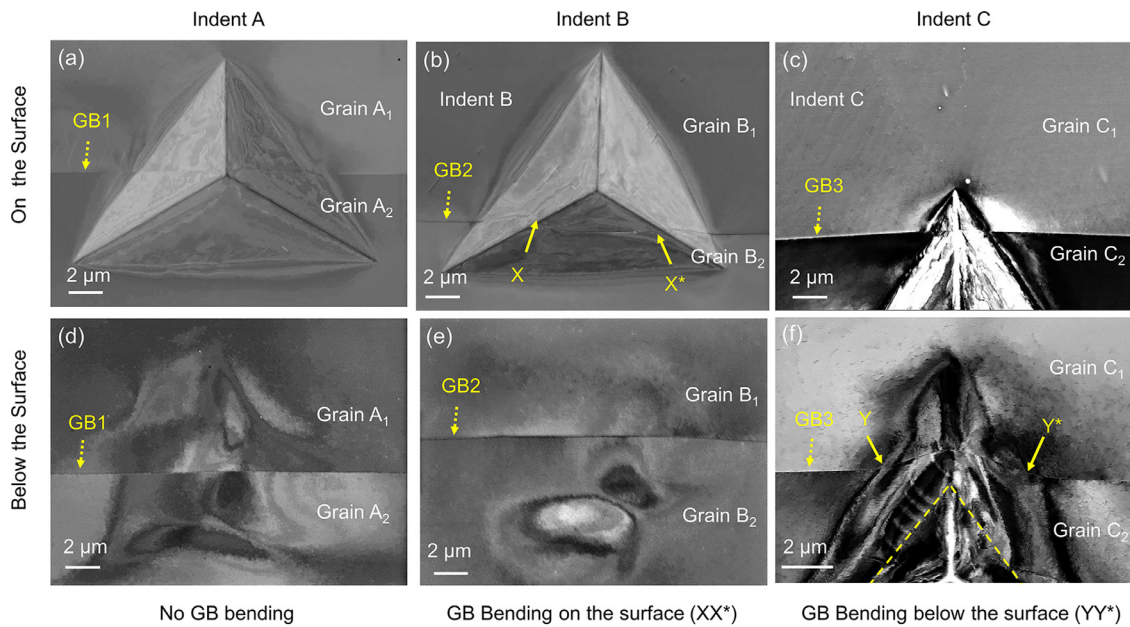 Indent A
Indent B
Indent C
On the Surface
(a)
GB1
Grain A₁
Grain A₂
2 μm
(b)
Indent B
Grain B₁
GB2
Grain B₂
X
X*
2 μm
(c)
Indent C
Grain C₁
GB3
Grain C₂
2 μm
Below the Surface
(d)
GB1
Grain A₁
Grain A₂
2 μm
(e)
GB2
Grain B₁
Grain B₂
2 μm
(f)
Grain C₁
GB3
Y
Y*
Grain C₂
2 μm
No GB bending
GB Bending on the surface (XX*)
GB Bending below the surface (YY*)